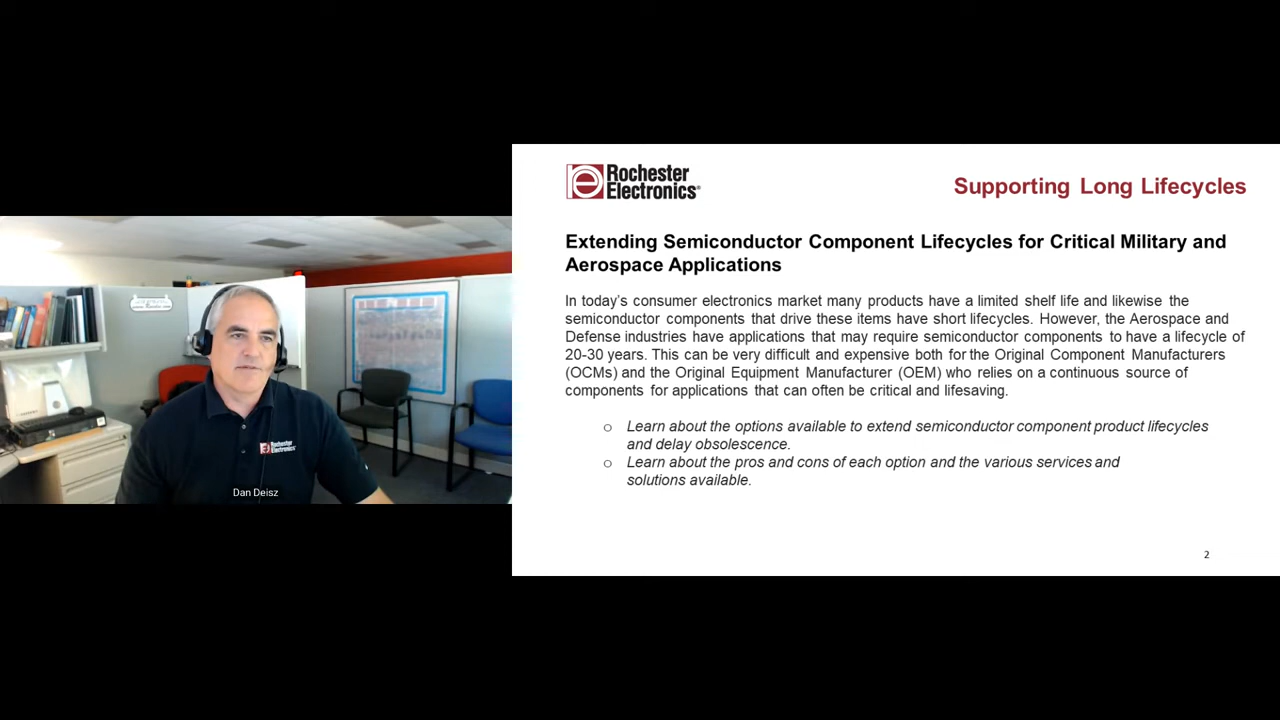 Rochester
Electronics®
Supporting Long Lifecycles
Extending Semiconductor Component Lifecycles for Critical Military and
Aerospace Applications
In today's consumer electronics market many products have a limited shelf life and likewise the
semiconductor components that drive these items have short lifecycles. However, the Aerospace and
Defense industries have applications that may require semiconductor components to have a lifecycle of
20-30 years. This can be very difficult and expensive both for the Original Component Manufacturers
(OCMs) and the Original Equipment Manufacturer (OEM) who relies on a continuous source of
components for applications that can often be critical and lifesaving.
Learn about the options available to extend semiconductor component product lifecycles
and delay obsolescence.
Learn about the pros and cons of each option and the various services and
solutions available.
2
Rochester
Electronics
Dan Deisz